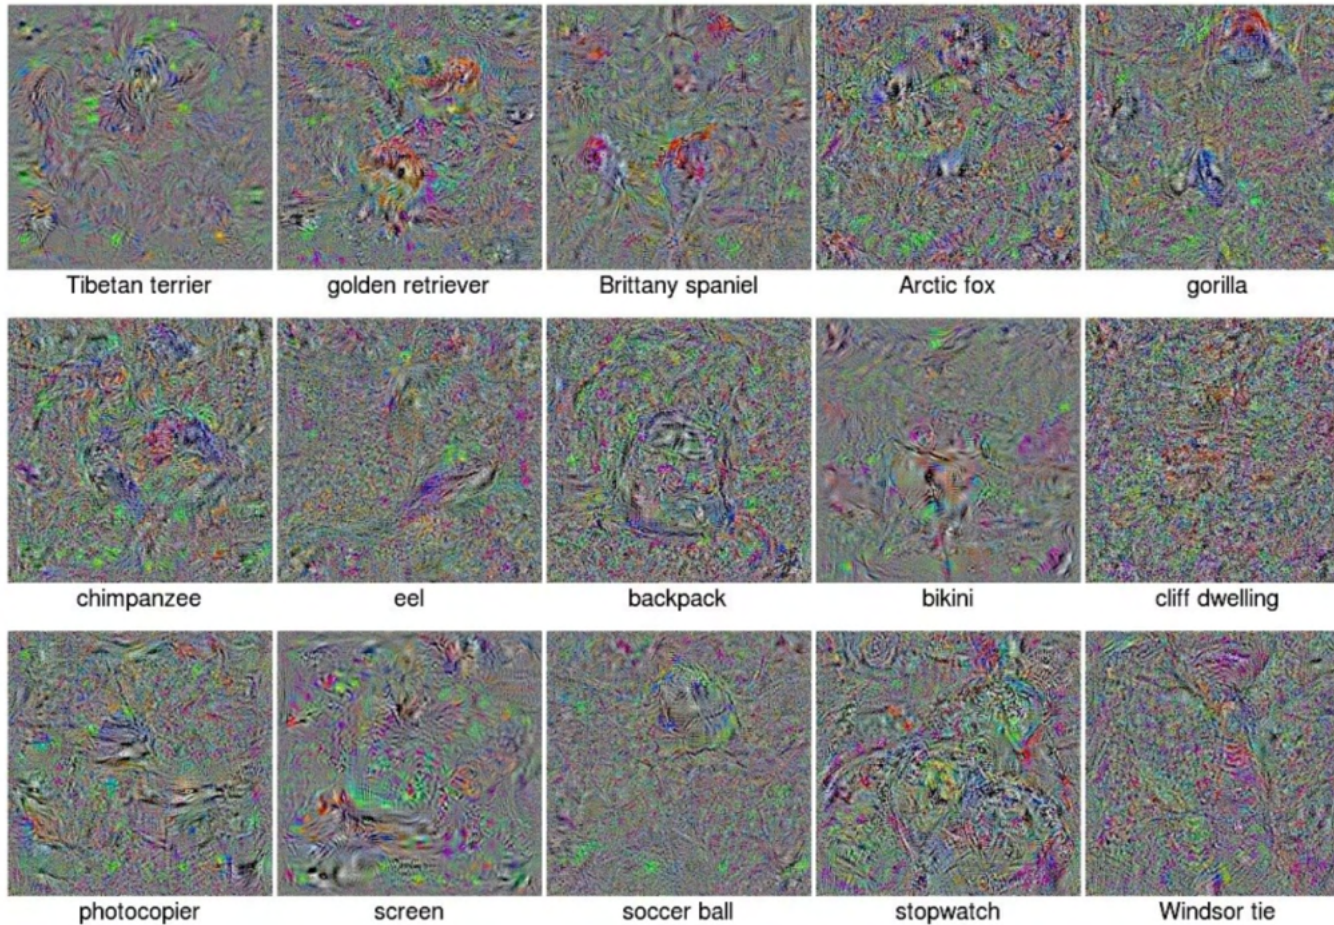 Tibetan terrier
golden retriever
Brittany spaniel
Arctic fox
gorilla
chimpanzee
eel
backpack
bikini
cliff dwelling
photocopier
screen
soccer ball
stopwatch
Windsor tie